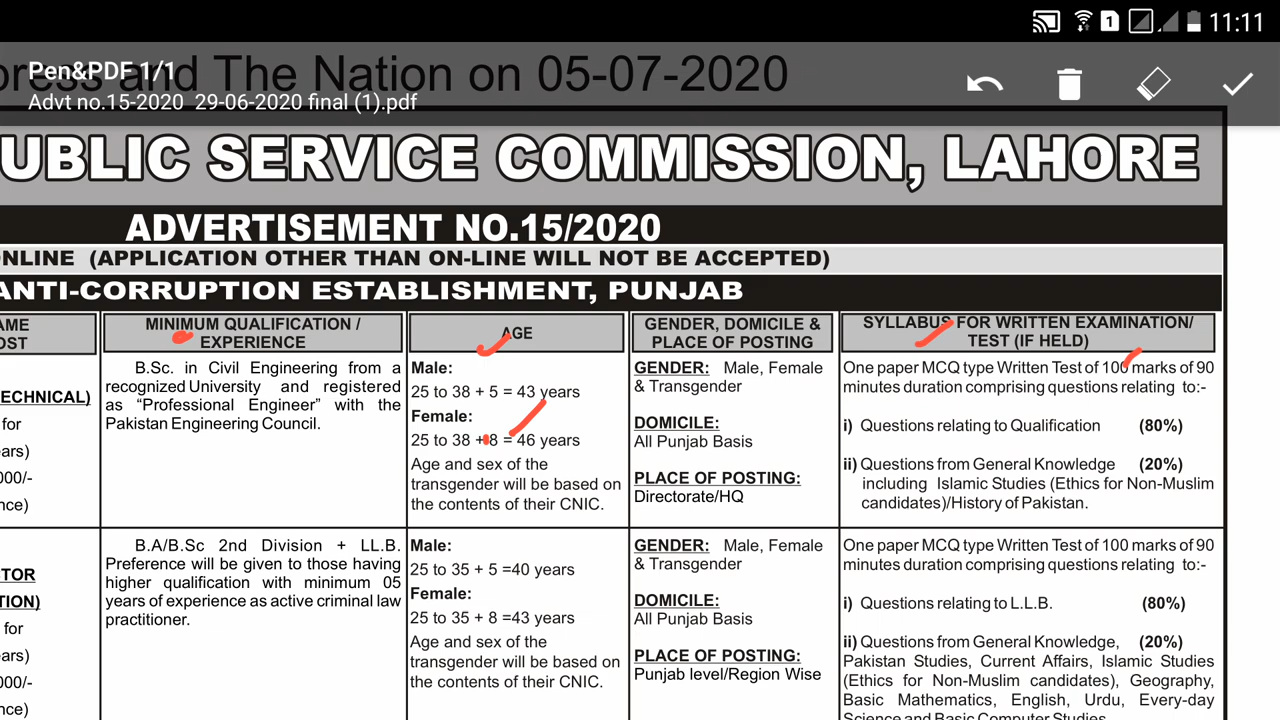 11:11
press and The Nation on 05-07-2020
Pen&PDF 1/1
Advt no.15-2020 29-06-2020 final (1).pdf
UBLIC SERVICE COMMISSION, LAHORE
ADVERTISEMENT NO.15/2020
NLINE (APPLICATION OTHER THAN ON-LINE WILL NOT BE ACCEPTED)
ANTI-CORRUPTION ESTABLISHMENT, PUNJAB
AME
OST
MINIMUM QUALIFICATION /
EXPERIENCE
AGE
GENDER, DOMICILE &
PLACE OF POSTING
SYLLABUS FOR WRITTEN EXAMINATION/
TEST (IF HELD)
ECHNICAL)
for
ars)
000/-
nce)
B.Sc. in Civil Engineering from a
recognized University and registered
as “Professional Engineer” with the
Pakistan Engineering Council.
Male:
25 to 38 + 5 = 43 years
Female:
25 to 38 +8 = 46 years
Age and sex of the
transgender will be based on
the contents of their CNIC.
GENDER: Male, Female
& Transgender
DOMICILE:
All Punjab Basis
PLACE OF POSTING:
Directorate/HQ
One paper MCQ type Written Test of 100 marks of 90
minutes duration comprising questions relating to:-
i) Questions relating to Qualification (80%)
ii) Questions from General Knowledge (20%)
including Islamic Studies (Ethics for Non-Muslim
candidates)/History of Pakistan.
CTOR
TION)
for
ars)
000/-
nce)
B.A/B.Sc 2nd Division + LL.B.
Preference will be given to those having
higher qualification with minimum 05
years of experience as active criminal law
practitioner.
Male:
25 to 35 + 5 =40 years
Female:
25 to 35 + 8 =43 years
Age and sex of the
transgender will be based on
the contents of their CNIC.
GENDER: Male, Female
& Transgender
DOMICILE:
All Punjab Basis
PLACE OF POSTING:
Punjab level/Region Wise
One paper MCQ type Written Test of 100 marks of 90
minutes duration comprising questions relating to:-
i) Questions relating to L.L.B. (80%)
ii) Questions from General Knowledge, (20%)
Pakistan Studies, Current Affairs, Islamic Studies
(Ethics for Non-Muslim candidates), Geography,
Basic Mathematics, English, Urdu, Every-day
Science and Basic Computer Studies.